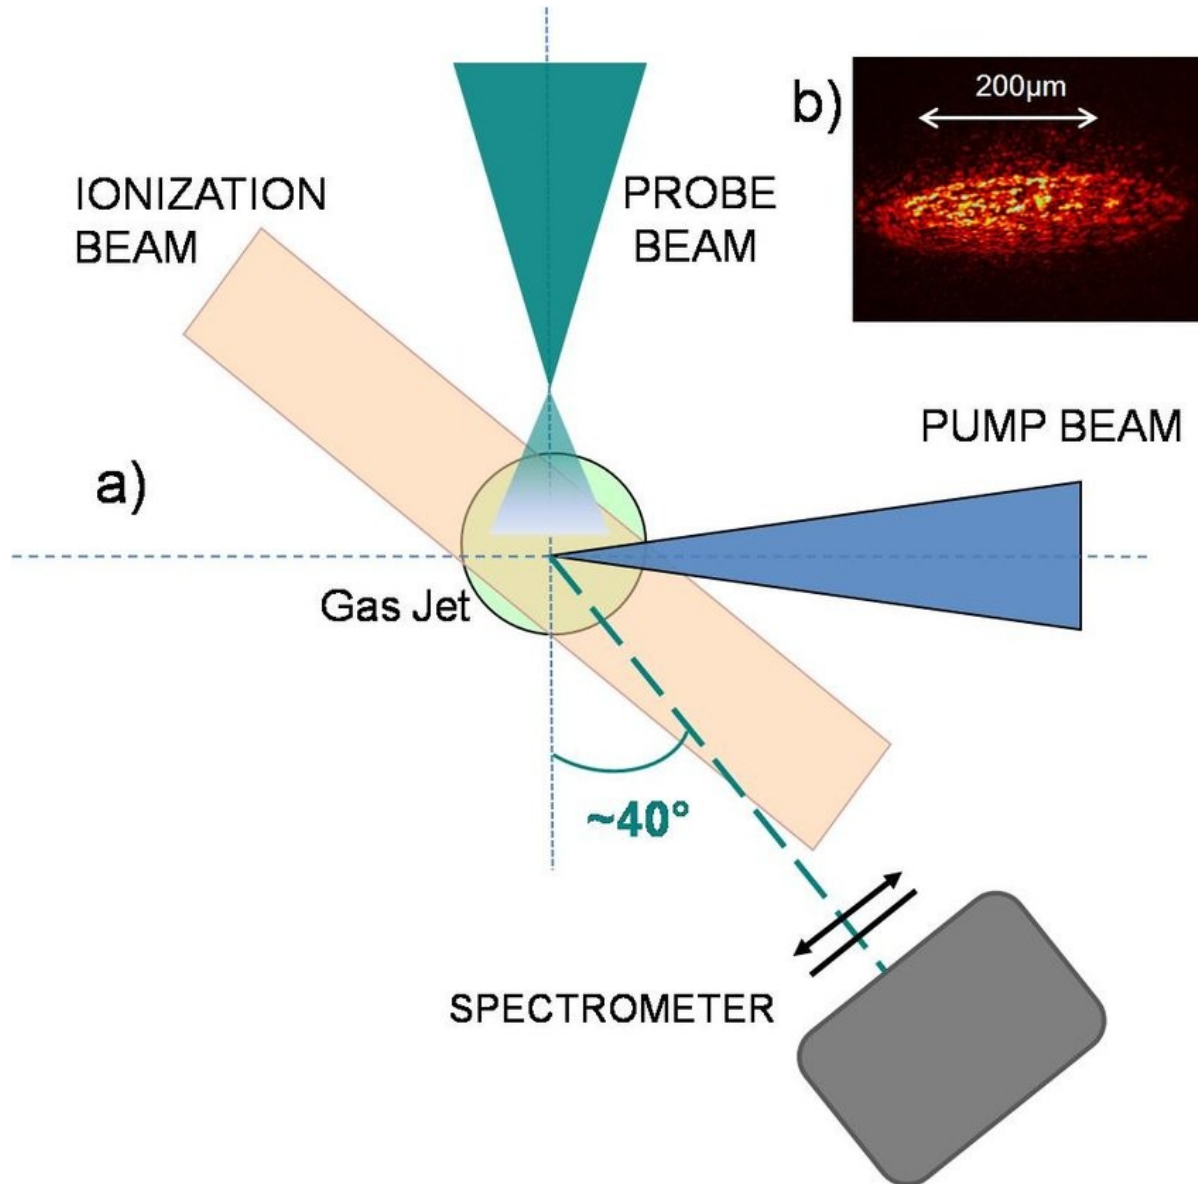 b)
200μm
IONIZATION
BEAM
PROBE
BEAM
PUMP BEAM
a)
Gas Jet
~40°
SPECTROMETER